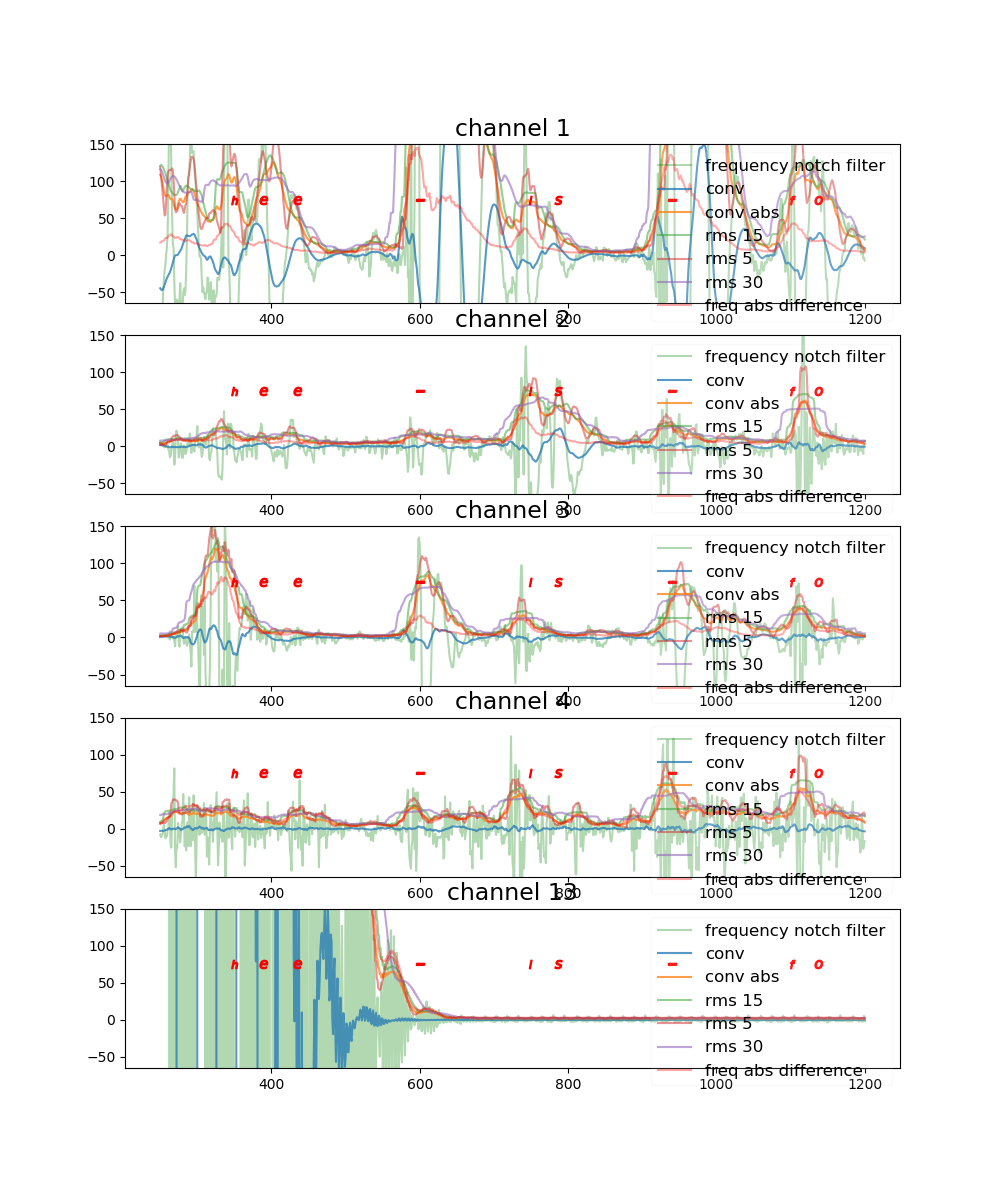 channel 1
150
100
50
0
−50
h e e – l s – f o
frequency notch filter
conv
conv abs
rms 15
rms 5
rms 30
freq abs difference
400 600 800 1000 1200
channel 2
150
100
50
0
−50
h e e – l s – f o
frequency notch filter
conv
conv abs
rms 15
rms 5
rms 30
freq abs difference
400 600 800 1000 1200
channel 3
150
100
50
0
−50
h e e – l s – f o
frequency notch filter
conv
conv abs
rms 15
rms 5
rms 30
freq abs difference
400 600 800 1000 1200
channel 4
150
100
50
0
−50
h e e – l s – f o
frequency notch filter
conv
conv abs
rms 15
rms 5
rms 30
freq abs difference
400 600 800 1000 1200
channel 13
150
100
50
0
−50
h e e – l s – f o
frequency notch filter
conv
conv abs
rms 15
rms 5
rms 30
freq abs difference
400 600 800 1000 1200